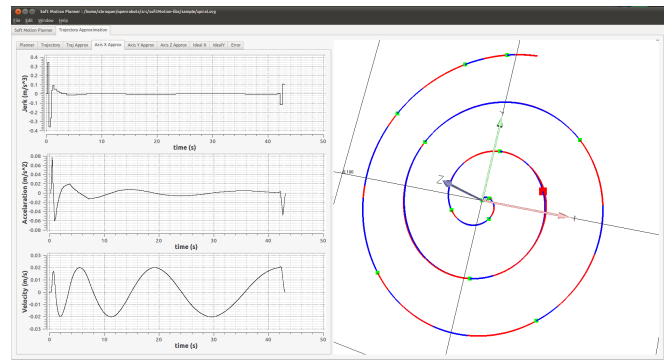 Soft Motion Planner : /home/xbroquer/openrobots/src/softMotion-libs/sample/spiral.svg
File Edit Window Help
Soft Motion Planner Trajectory Approximation
Planner Trajectory Traj Approx Axis X Approx Axis Y Approx Axis Z Approx Ideal X IdealY Error
Jerk (m/s^3)
0.4
0.3
0.2
0.1
0
-0.1
-0.2
-0.3
-0.4
0 10 20 30 40 50
time (s)
Acceleration (m/s^2)
0.08
0.06
0.04
0.02
0
-0.02
-0.04
-0.06
-0.08
0 10 20 30 40 50
time (s)
Velocity (m/s)
0.03
0.02
0.01
0
-0.01
-0.02
-0.03
0 10 20 30 40 50
time (s)
Z